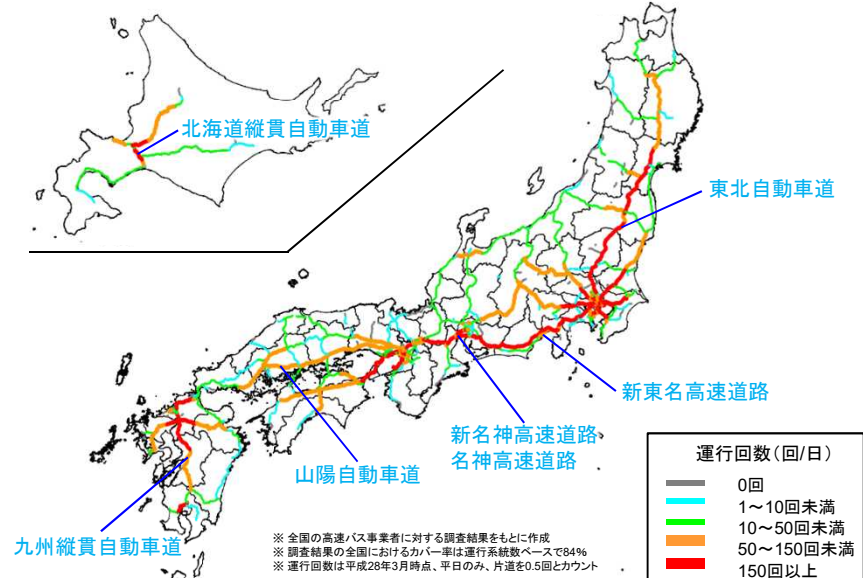 北海道縦貫自動車道
東北自動車道
新東名高速道路
新名神高速道路
名神高速道路
山陽自動車道
九州縦貫自動車道
運行回数(回/日)
0回
1～10回未満
10～50回未満
50～150回未満
150回以上
※ 全国の高速バス事業者に対する調査結果をもとに作成
※ 調査結果の全国におけるカバー率は運行系統数ベースで84%
※ 運行回数は平成28年3月時点、平日のみ、片道を0.5回とカウント